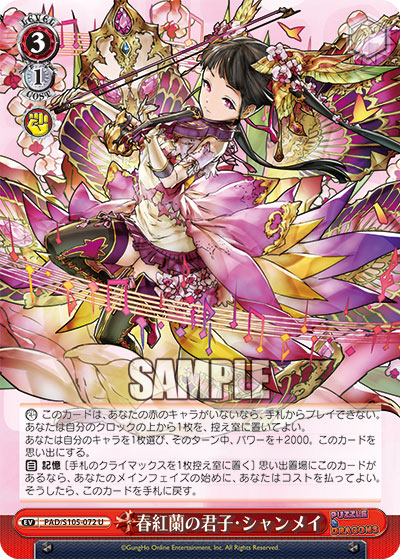 LEVEL
3
1
COST
SAMPLE
このカードは、あなたの赤のキャラがいないなら、手札からプレイできない。
あなたは自分のクロックの上から1枚を、控え室に置いてよい。
あなたは自分のキャラを1枚選び、そのターン中、パワーを+2000。このカードを
思い出にする。
記憶 [手札のクライマックスを1枚控え室に置く] 思い出置場にこのカードが
あるなら、あなたのメインフェイズの始めに、あなたはコストを払ってよい。
そうしたら、このカードを手札に戻す。
EV PAD/S105-072 U
春紅蘭の君子・シャンメイ
PUZZLE
& DRAGONS
©GungHo Online Entertainment, Inc. All Rights Reserved.